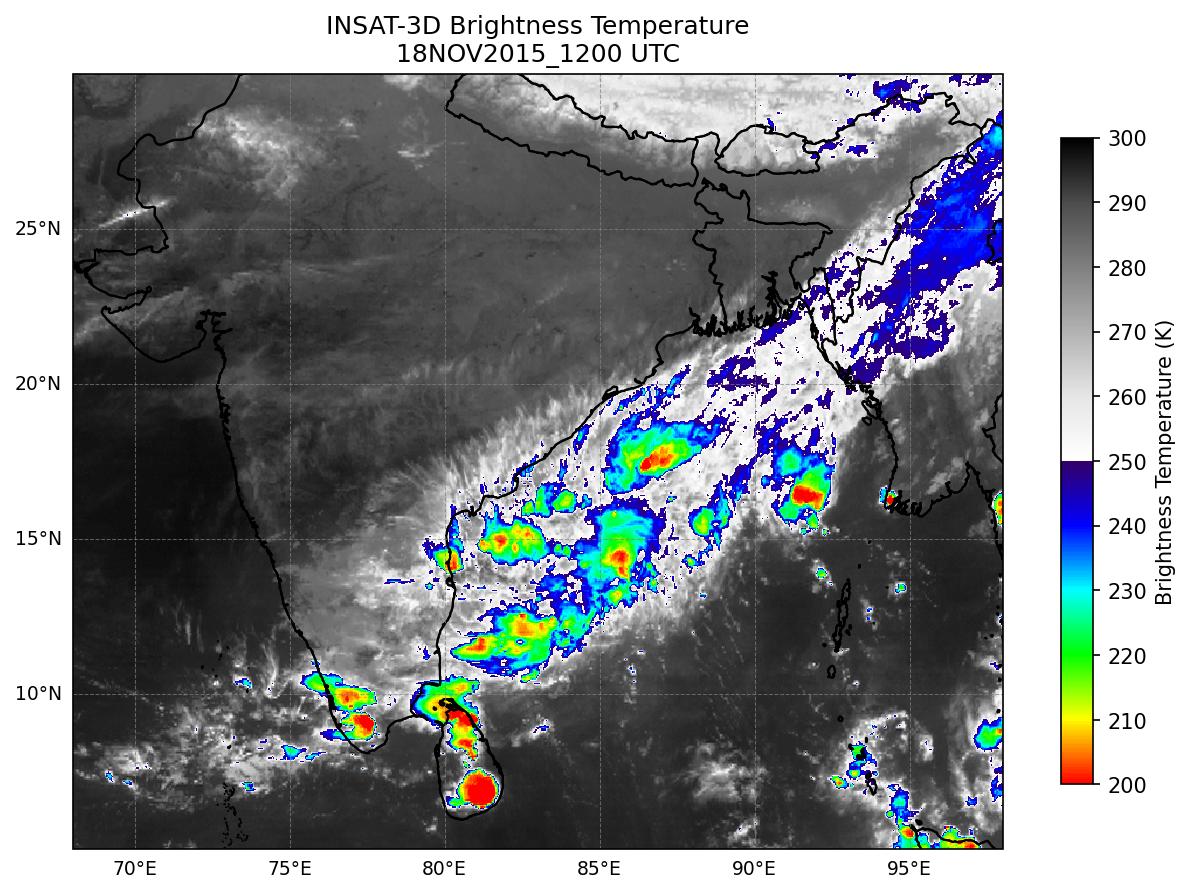 INSAT-3D Brightness Temperature
18NOV2015_1200 UTC
25°N
20°N
15°N
10°N
70°E
75°E
80°E
85°E
90°E
95°E
300
290
280
270
260
250
240
230
220
210
200
Brightness Temperature (K)